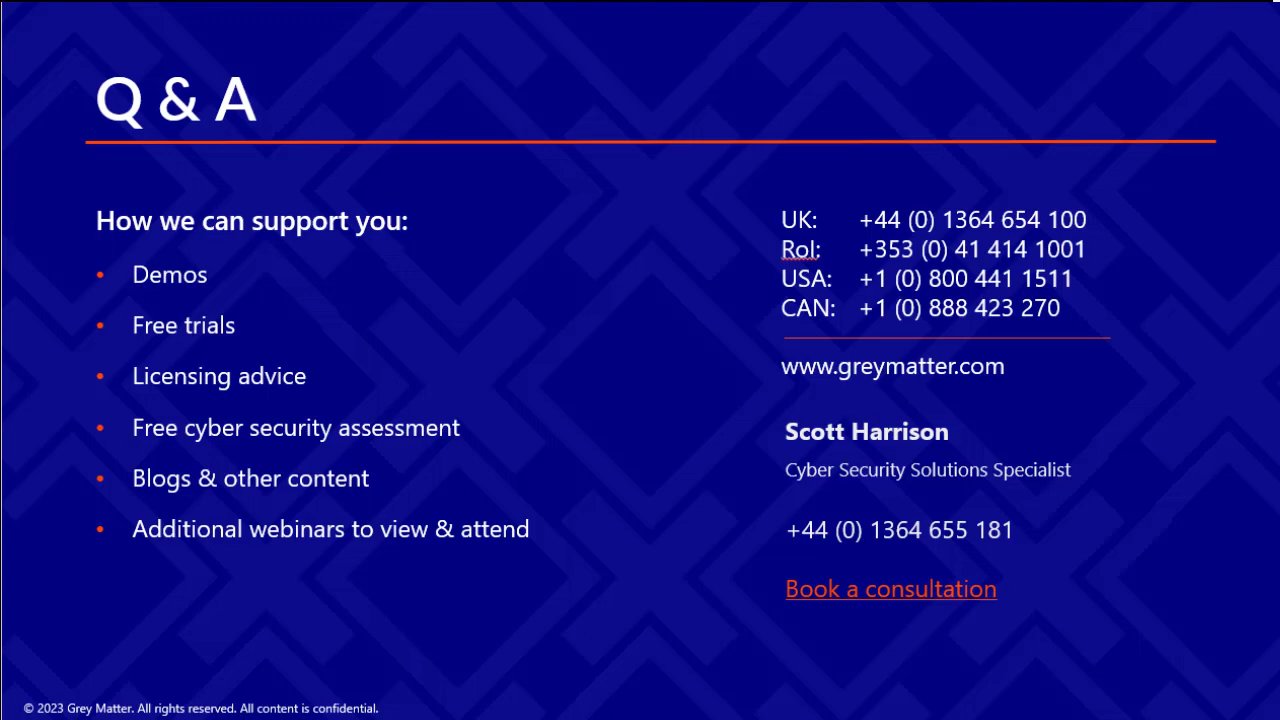 Q & A
How we can support you:
• Demos
• Free trials
• Licensing advice
• Free cyber security assessment
• Blogs & other content
• Additional webinars to view & attend
UK: +44 (0) 1364 654 100
RoI: +353 (0) 41 414 1001
USA: +1 (0) 800 441 1511
CAN: +1 (0) 888 423 270
www.greymatter.com
Scott Harrison
Cyber Security Solutions Specialist
+44 (0) 1364 655 181
Book a consultation
© 2023 Grey Matter. All rights reserved. All content is confidential.